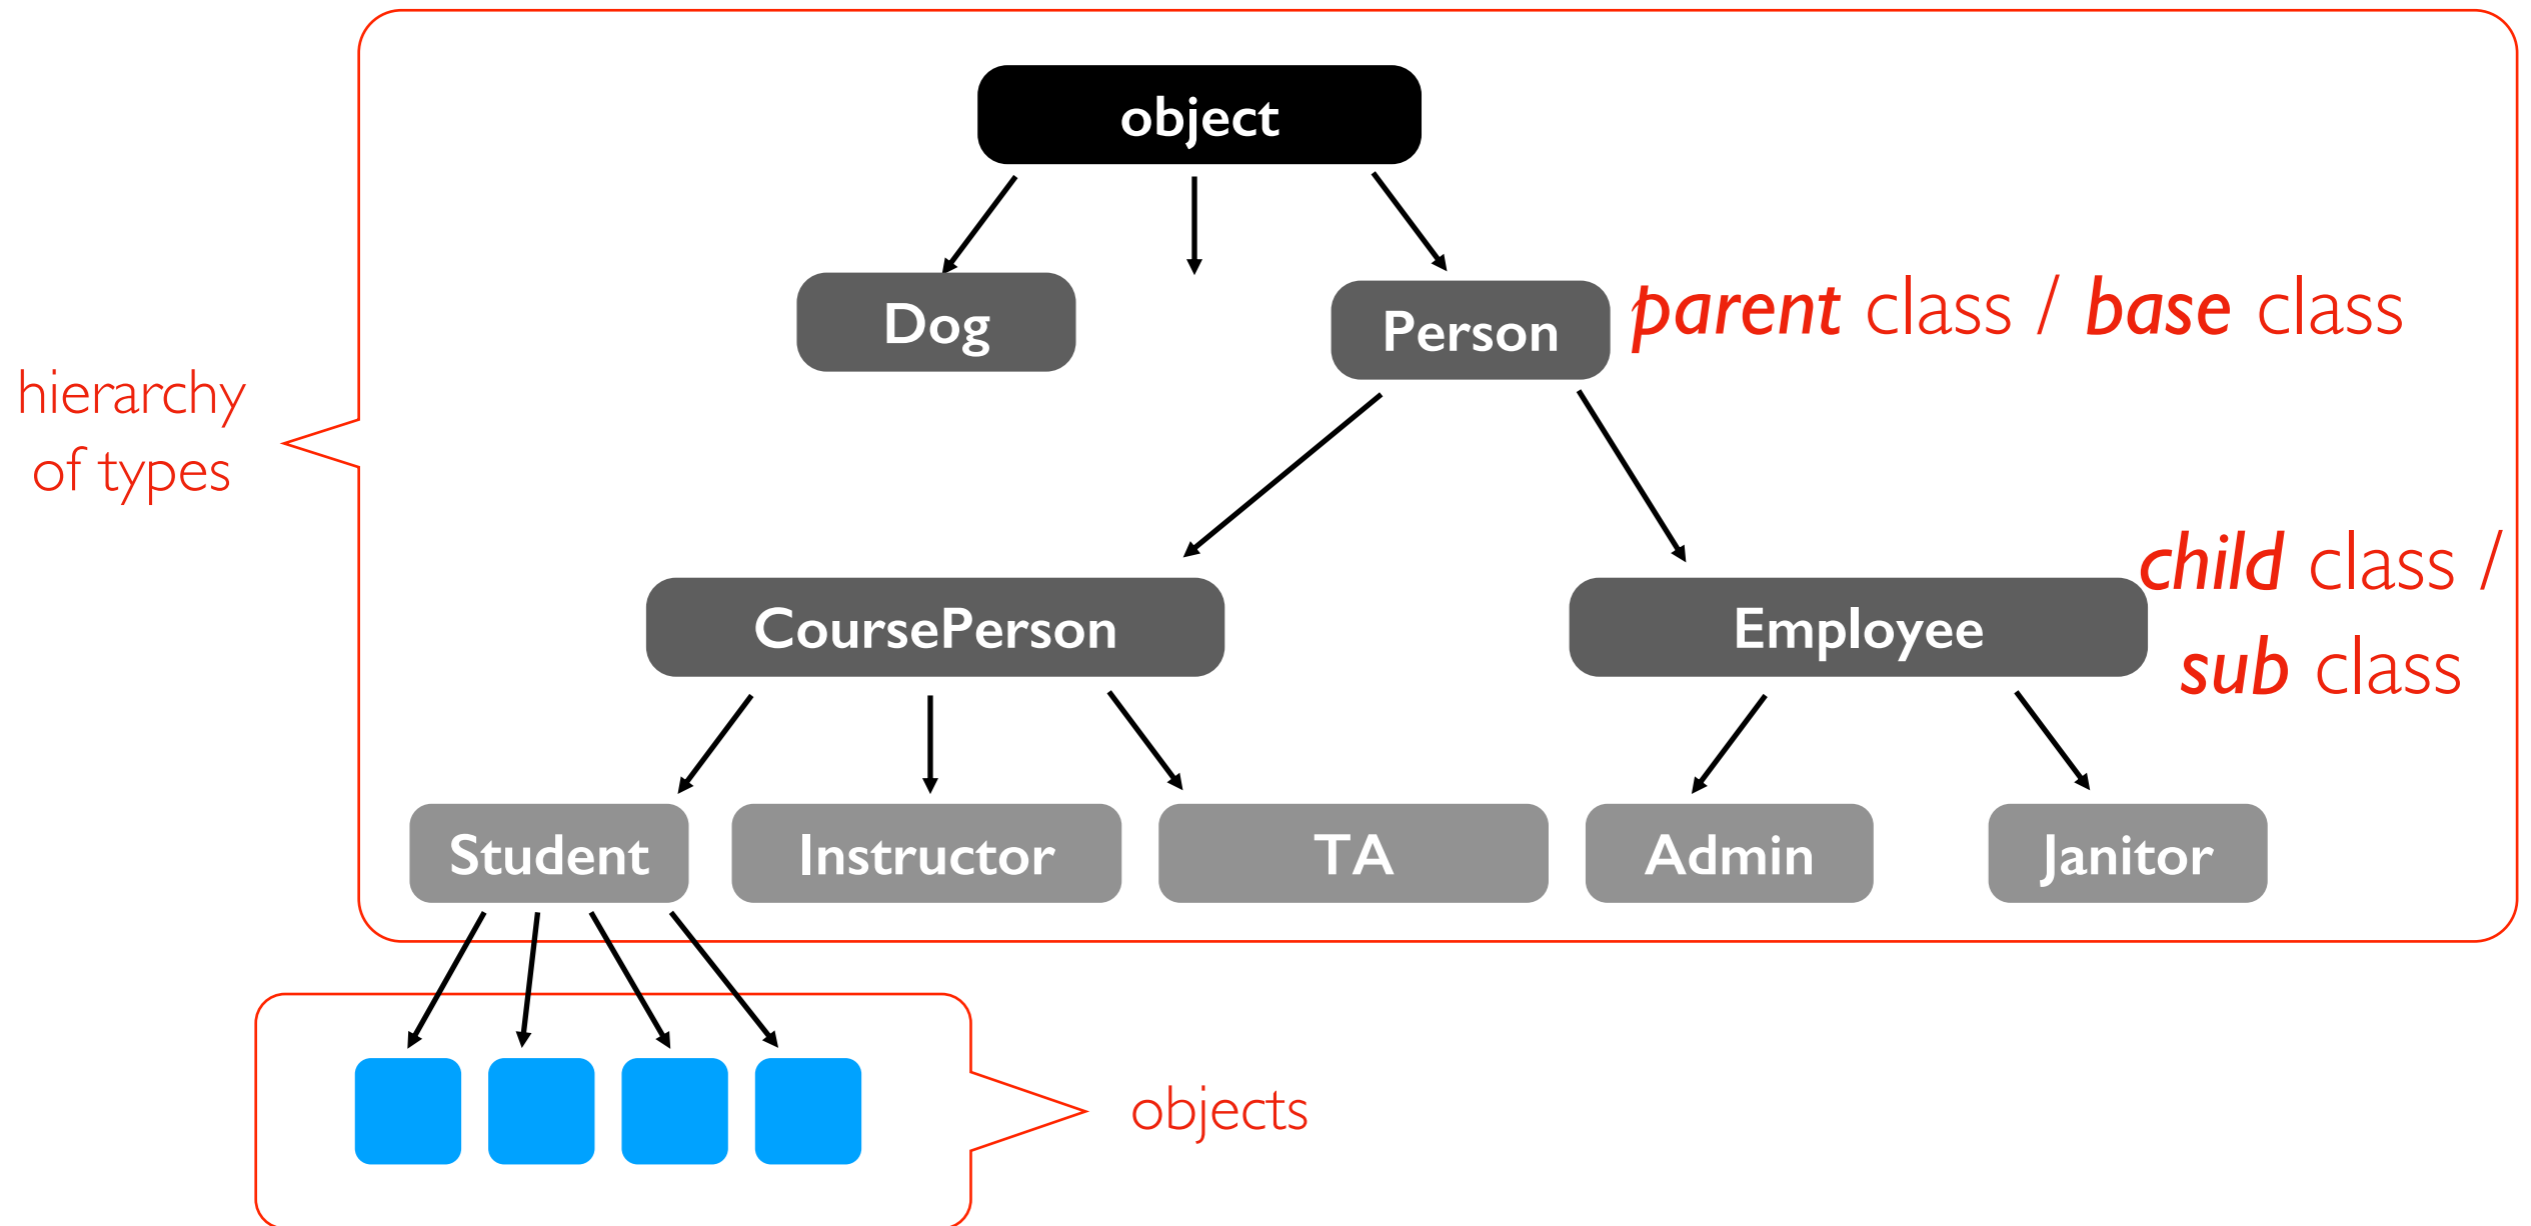 object
Dog
Person
parent class / base class
hierarchy
of types
child class /
sub class
CoursePerson
Employee
Student
Instructor
TA
Admin
Janitor
objects